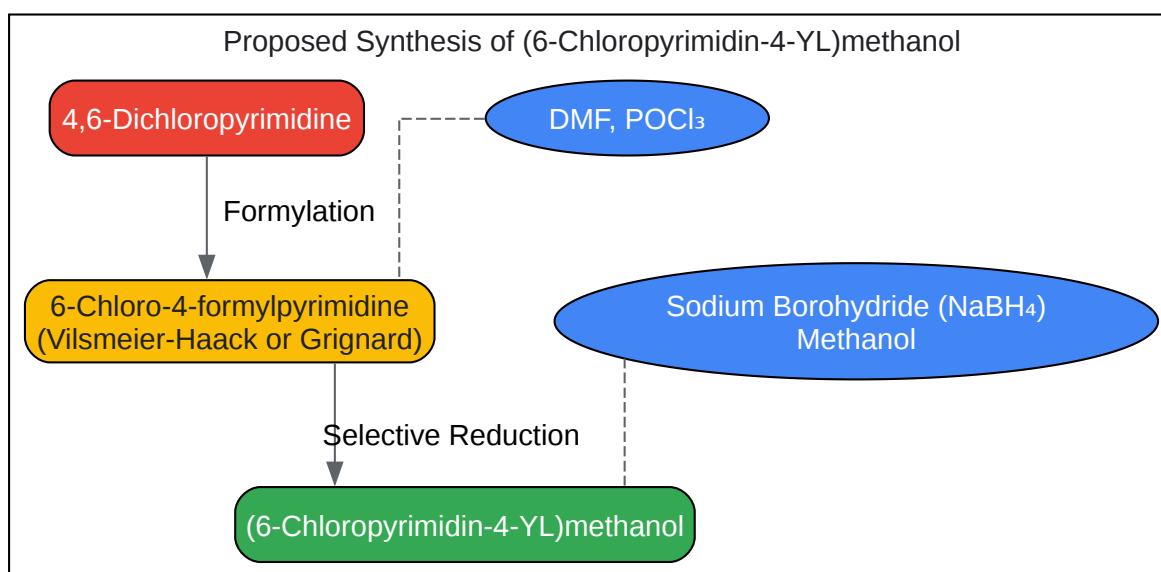 Proposed Synthesis of (6-Chloropyrimidin-4-YL)methanol
4,6-Dichloropyrimidine
DMF, POCl₃
Formylation
6-Chloro-4-formylpyrimidine
(Vilsmeier-Haack or Grignard)
Sodium Borohydride (NaBH₄)
Methanol
Selective Reduction
(6-Chloropyrimidin-4-YL)methanol